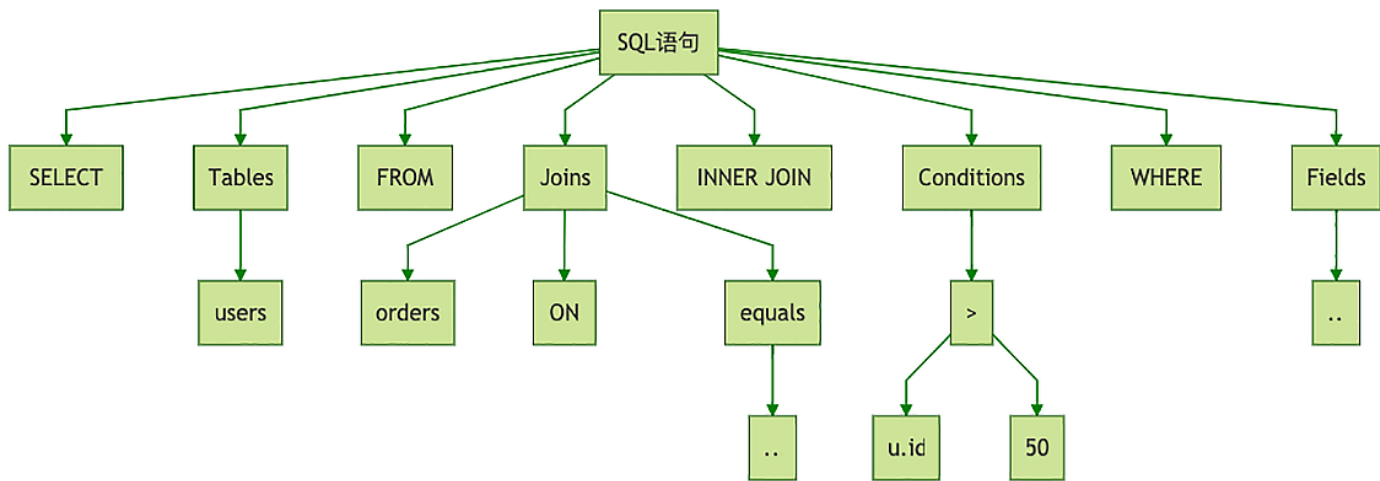 SQL语句
SELECT
Tables
FROM
Joins
INNER JOIN
Conditions
WHERE
Fields
users
orders
ON
equals
>
..
..
u.id
50